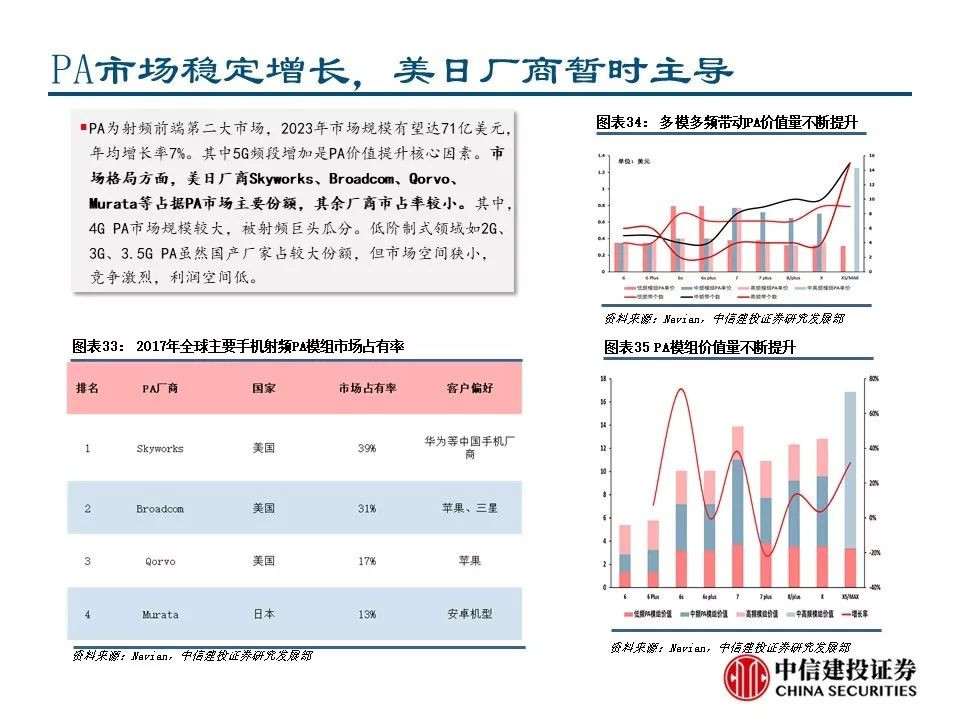 PA市场稳定增长，美日厂商暂时主导
PA为射频前端第二大市场，2023年市场规模有望达71亿美元，
年均增长率7%。其中5G频段增加是PA价值提升核心因素。市
场格局方面，美日厂商Skyworks、Broadcom、Qorvo、
Murata等占据PA市场主要份额，其余厂商市占率较小。其中，
4G PA市场规模较大，被射频巨头瓜分。低阶制式领域如2G、
3G、3.5G PA虽然国产厂家占较大份额，但市场空间狭小，
竞争激烈，利润空间低。
图表33： 2017年全球主要手机射频PA模组市场占有率
排名 PA厂商 国家 市场占有率 客户偏好
1 Skyworks 美国 39% 华为等中国手机厂
商
2 Broadcom 美国 31% 苹果、三星
3 Qorvo 美国 17% 苹果
4 Murata 日本 13% 安卓机型
资料来源：Navian，中信建投证券研究发展部
图表34： 多模多频带动PA价值量不断提升
单位：美元
1.4
1.2
1
0.8
0.6
0.4
0.2
0
16
14
12
10
8
6
4
2
0
6 6 Plus 6s 6s plus 7 7 plus 8/plus X XS/MAX
低频模组PA单价 中频模组PA单价 高频模组PA单价 中高频模组PA单价
低频带个数 中频带个数 高频带个数
资料来源：Navian，中信建投证券研究发展部
图表35 PA模组价值量不断提升
18
16
14
12
10
8
6
4
2
0
80%
60%
40%
20%
0%
-20%
-40%
6 6 Plus 6s 6s plus 7 7 plus 8/plus X XS/MAX
低频PA模组价值 中频PA模组价值 高频模组价值 中高频模组价值 增长率
资料来源：Navian，中信建投证券研究发展部
中信建投证券
CHINA SECURITIES